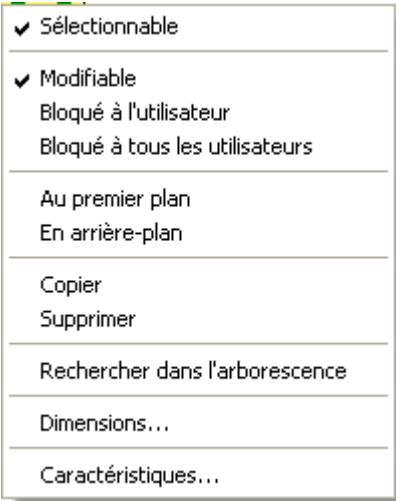 Sélectionnable
Modifiable
Bloqué à l'utilisateur
Bloqué à tous les utilisateurs
Au premier plan
En arrière-plan
Copier
Supprimer
Rechercher dans l'arborescence
Dimensions...
Caractéristiques...